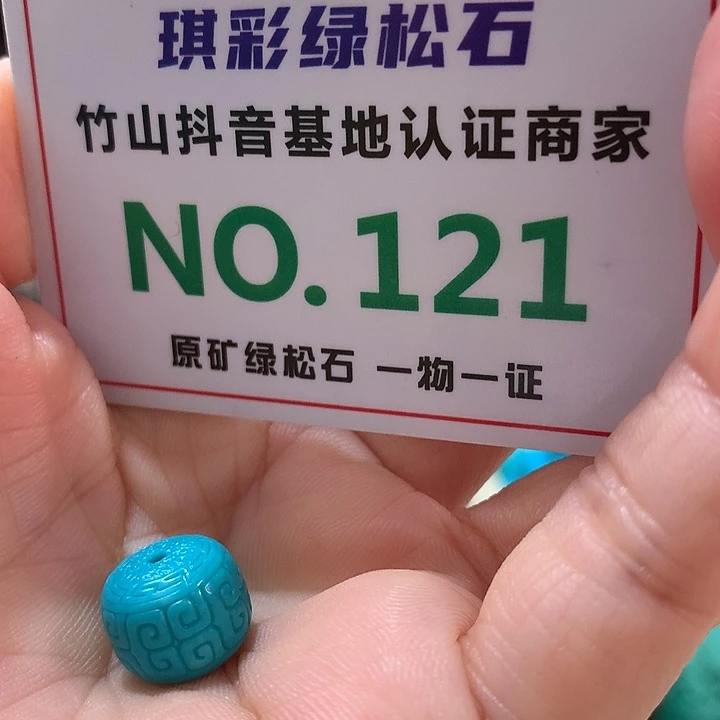 琪彩绿松石
竹山抖音基地认证商家
NO.121
原矿绿松石 一物一证